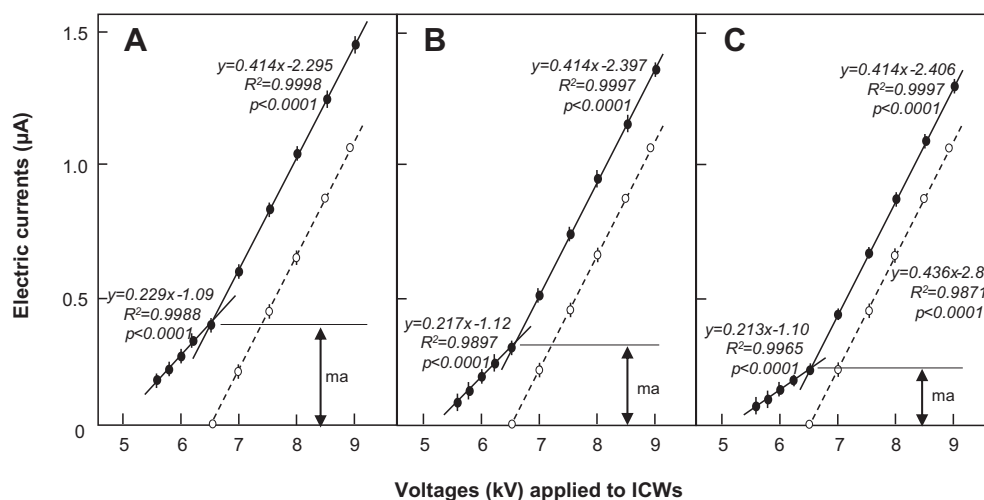 A
B
C
Electric currents (µA)
1.5
1.0
0.5
0
y=0.414x-2.295
R²=0.9998
p<0.0001
y=0.229x-1.09
R²=0.9988
p<0.0001
ma
5 6 7 8 9
y=0.414x-2.397
R²=0.9997
p<0.0001
y=0.217x-1.12
R²=0.9897
p<0.0001
ma
5 6 7 8 9
y=0.414x-2.406
R²=0.9997
p<0.0001
y=0.436x-2.8
R²=0.9871
p<0.0001
y=0.213x-1.10
R²=0.9965
p<0.0001
ma
5 6 7 8 9
Voltages (kV) applied to ICWs